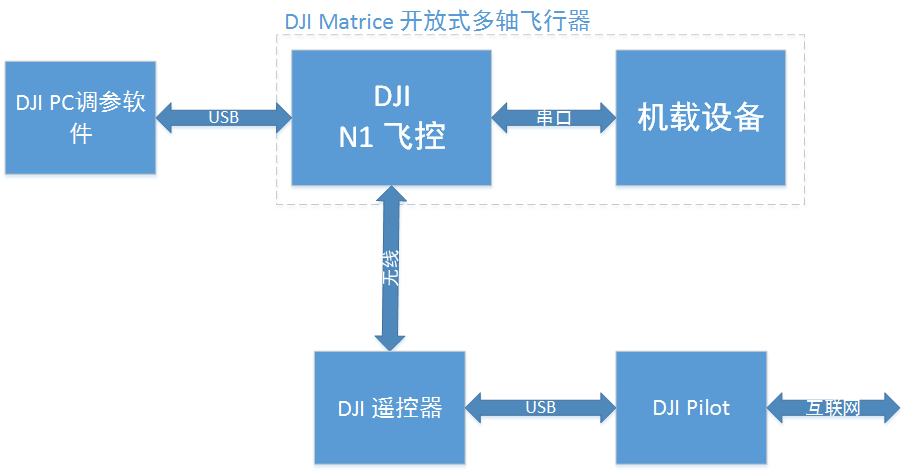 DJI Matrice 开放式多轴飞行器
DJI PC调参软
件
USB
DJI
N1 飞控
串口
机载设备
无线
DJI 遥控器
USB
DJI Pilot
互联网